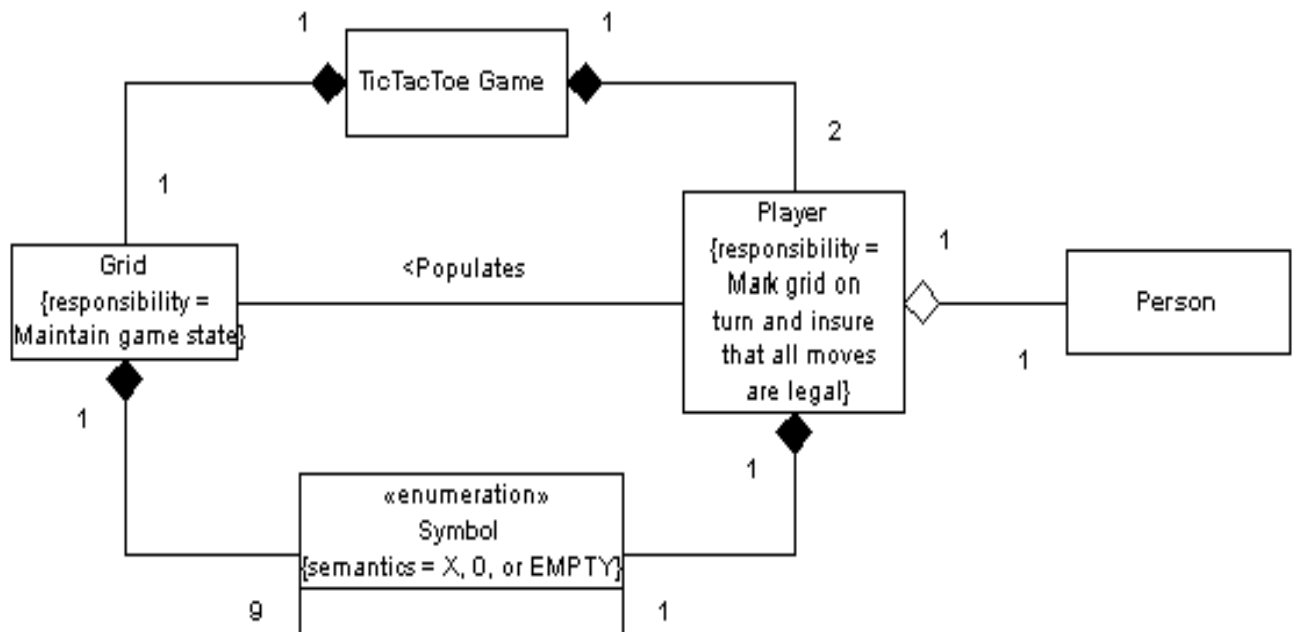 1
1
TicTacToe Game
2
1
Player
{responsibility =
Mark grid on
turn and insure
that all moves
are legal}
1
Grid
{responsibility =
Maintain game state}
<Populates
Person
1
1
1
«enumeration»
Symbol
{semantics = X, O, or EMPTY}
9
1